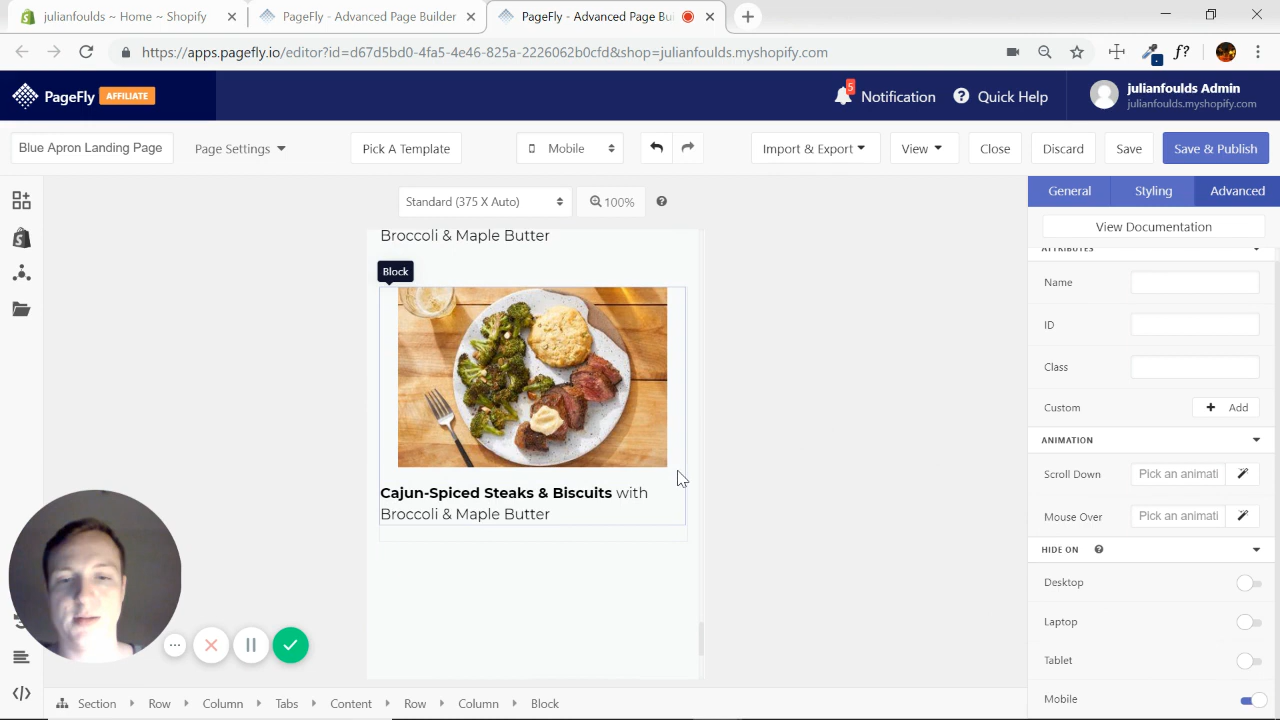 julianfoulds ~ Home ~ Shopify
PageFly - Advanced Page Builder
PageFly - Advanced Page Bui
https://apps.pagefly.io/editor?id=d67d5bd0-4fa5-4e46-825a-2226062b0cfd&shop=julianfoulds.myshopify.com
f?
PageFly AFFILIATE
5
Notification
Quick Help
julianfoulds Admin
julianfoulds.myshopify.com
Blue Apron Landing Page
Page Settings
Pick A Template
Mobile
Import & Export
View
Close
Discard
Save
Save & Publish
Standard (375 X Auto)
100%
General
Styling
Advanced
View Documentation
ATTRIBUTES
Name
ID
Class
Custom
+ Add
ANIMATION
Scroll Down
Pick an animati
Mouse Over
Pick an animati
HIDE ON
Desktop
Laptop
Tablet
Mobile
Broccoli & Maple Butter
Block
Cajun-Spiced Steaks & Biscuits with
Broccoli & Maple Butter
Section
Row
Column
Tabs
Content
Row
Column
Block